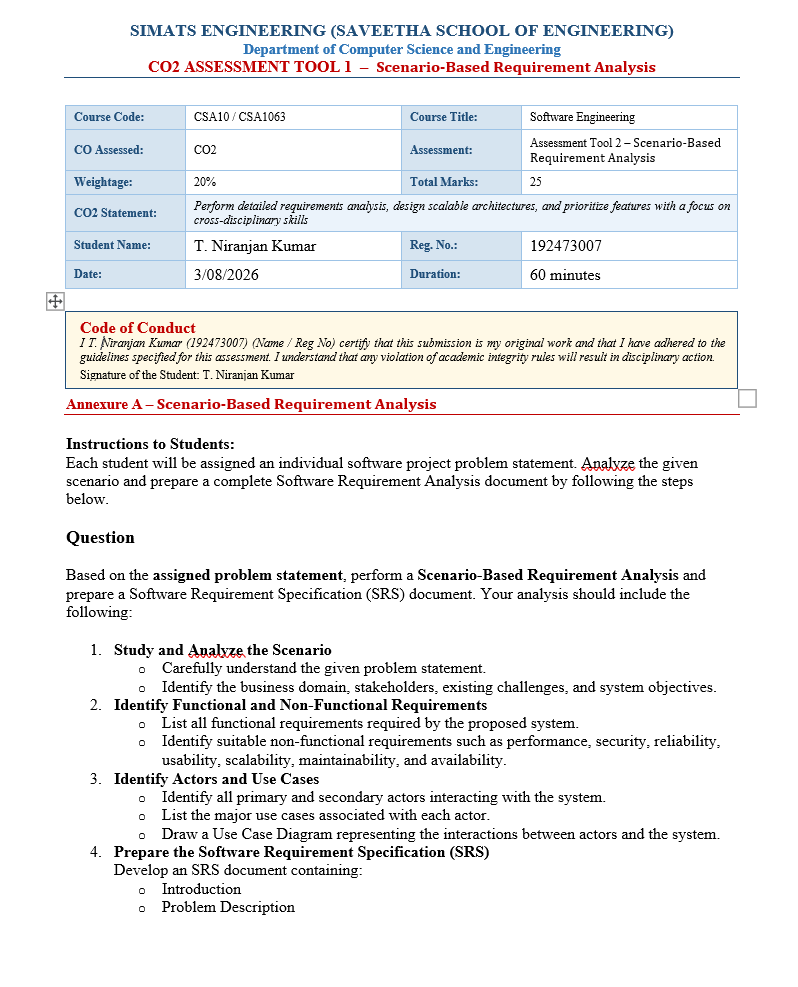 SIMATS ENGINEERING (SAVEETHA SCHOOL OF ENGINEERING)
Department of Computer Science and Engineering
CO2 ASSESSMENT TOOL 1 – Scenario-Based Requirement Analysis
Course Code: CSA10 / CSA1063 Course Title: Software Engineering
CO Assessed: CO2 Assessment: Assessment Tool 2 – Scenario-Based
Requirement Analysis
Weightage: 20% Total Marks: 25
CO2 Statement: Perform detailed requirements analysis, design scalable architectures, and prioritize features with a focus on
cross-disciplinary skills
Student Name: T. Niranjan Kumar Reg. No.: 192473007
Date: 3/08/2026 Duration: 60 minutes
Code of Conduct
I T. Niranjan Kumar (192473007) (Name / Reg No) certify that this submission is my original work and that I have adhered to the
guidelines specified for this assessment. I understand that any violation of academic integrity rules will result in disciplinary action.
Signature of the Student: T. Niranjan Kumar
Annexure A – Scenario-Based Requirement Analysis
Instructions to Students:
Each student will be assigned an individual software project problem statement. Analyze the given
scenario and prepare a complete Software Requirement Analysis document by following the steps
below.
Question
Based on the assigned problem statement, perform a Scenario-Based Requirement Analysis and
prepare a Software Requirement Specification (SRS) document. Your analysis should include the
following:
1. Study and Analyze the Scenario
o Carefully understand the given problem statement.
o Identify the business domain, stakeholders, existing challenges, and system objectives.
2. Identify Functional and Non-Functional Requirements
o List all functional requirements required by the proposed system.
o Identify suitable non-functional requirements such as performance, security, reliability,
usability, scalability, maintainability, and availability.
3. Identify Actors and Use Cases
o Identify all primary and secondary actors interacting with the system.
o List the major use cases associated with each actor.
o Draw a Use Case Diagram representing the interactions between actors and the system.
4. Prepare the Software Requirement Specification (SRS)
Develop an SRS document containing:
o Introduction
o Problem Description